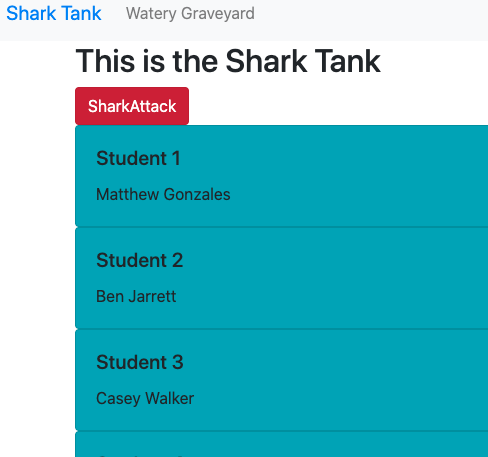 Shark Tank Watery Graveyard
This is the Shark Tank
SharkAttack
Student 1
Matthew Gonzales
Student 2
Ben Jarrett
Student 3
Casey Walker